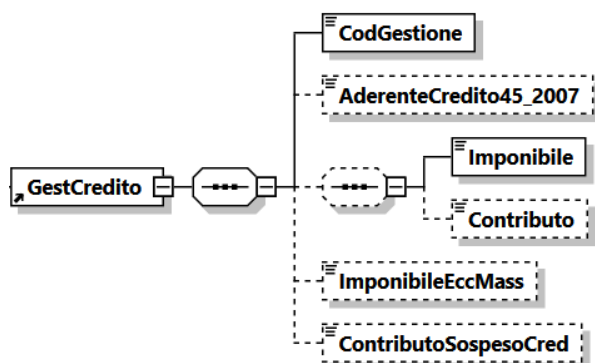 CodGestione
AderenteCredito45_2007
GestCredito
Imponibile
Contributo
ImponibileEccMass
ContributoSospesoCred